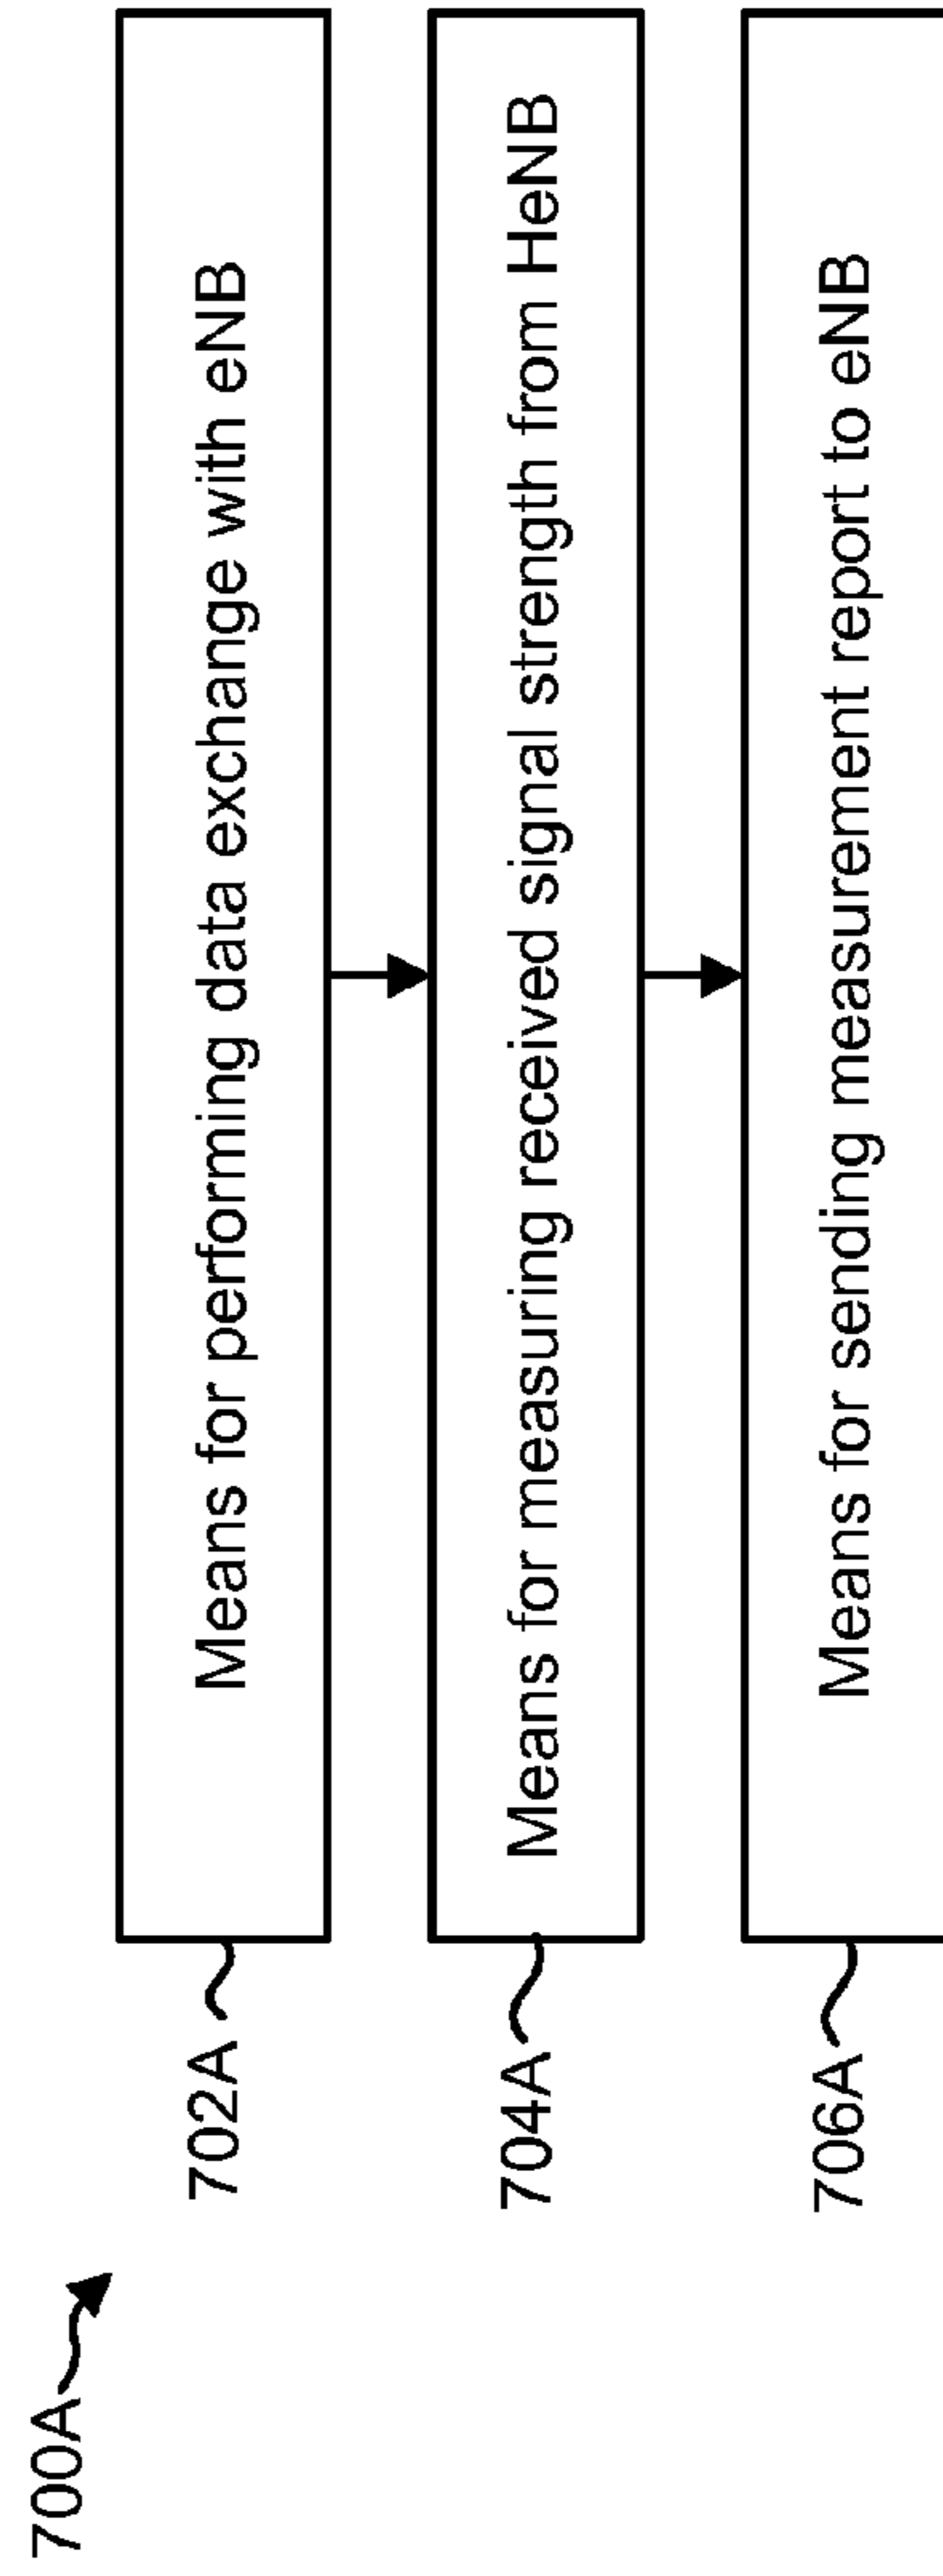 700A
702A
Means for performing data exchange with eNB
704A
Means for measuring received signal strength from HeNB
706A
Means for sending measurement report to eNB